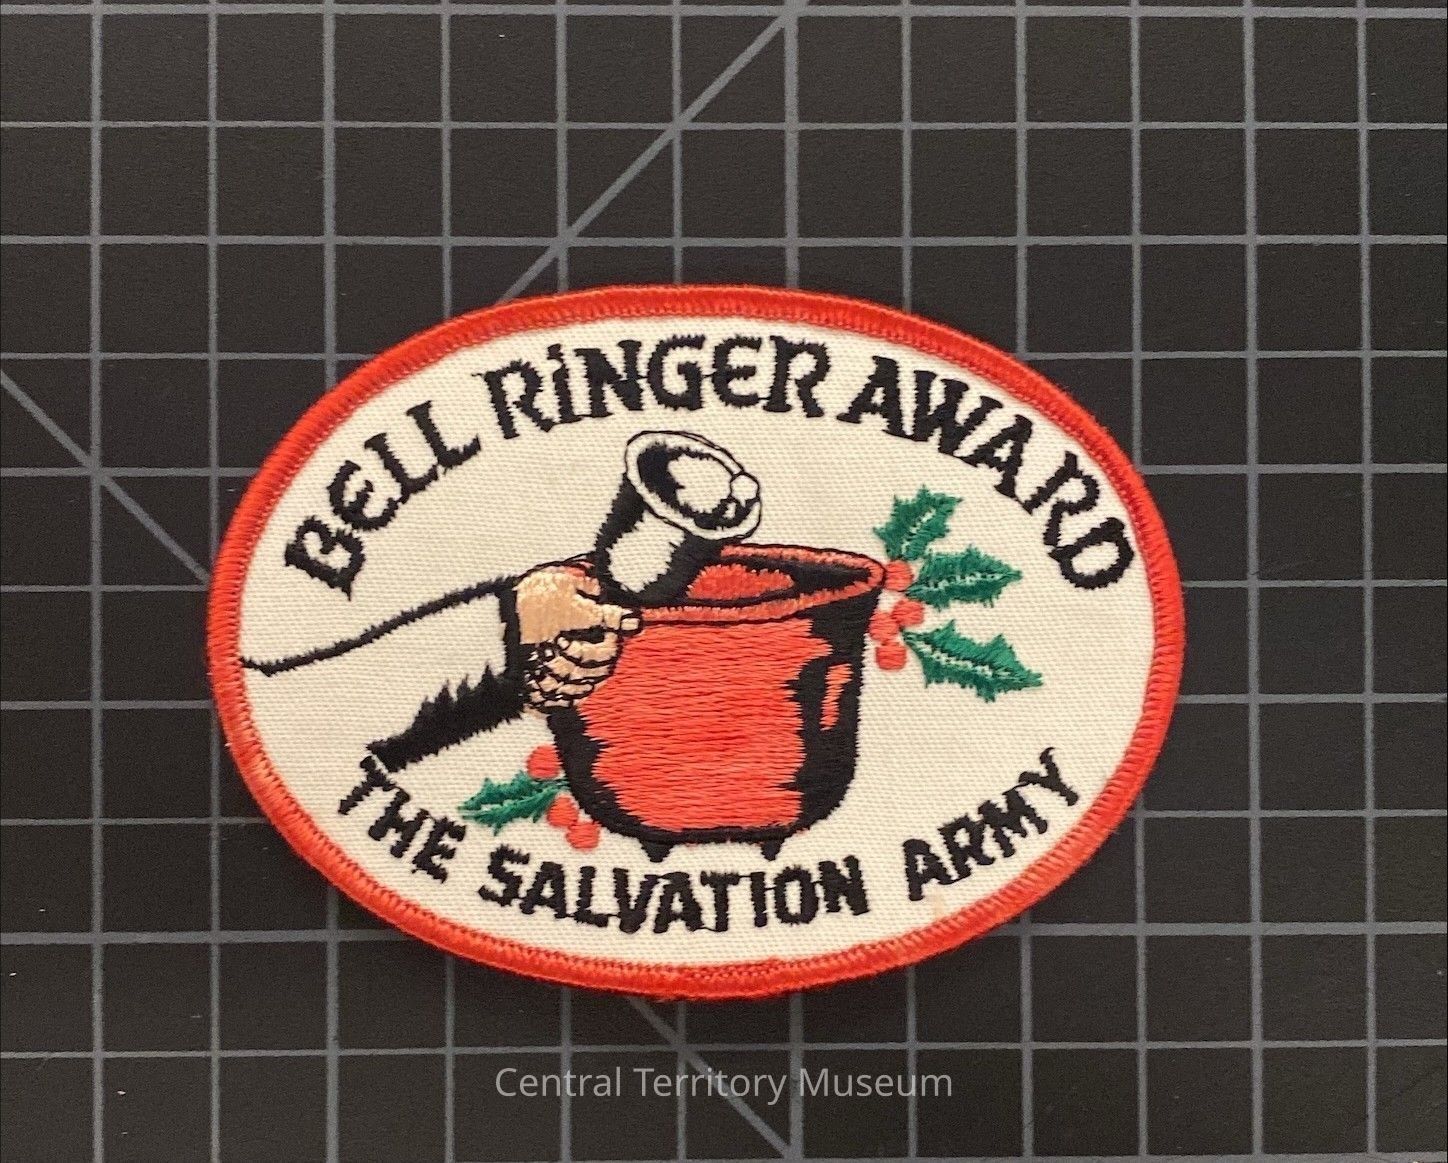 BELL RiNGER AWARD
THE SALVATION ARMY
Central Territory Museum